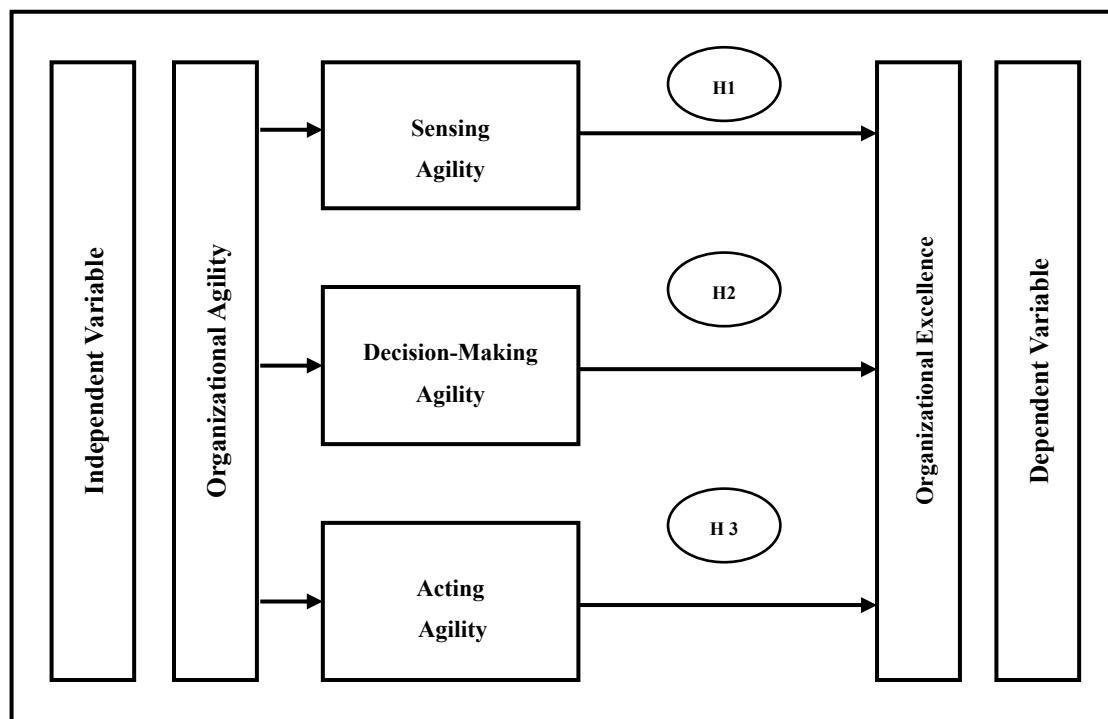 Independent Variable
Organizational Agility
Sensing
Agility
H1
Decision-Making
Agility
H2
Acting
Agility
H 3
Organizational Excellence
Dependent Variable